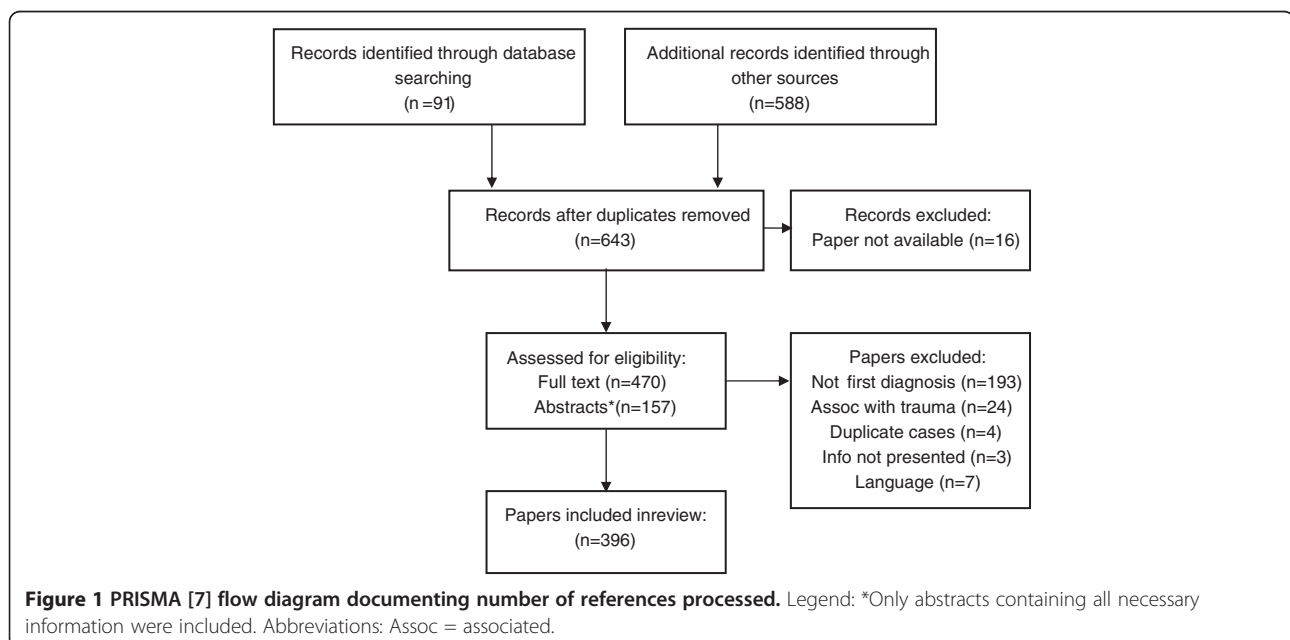 Records identified through database
searching
(n =91)
Additional records identified through
other sources
(n=588)
Records after duplicates removed
(n=643)
Records excluded:
Paper not available (n=16)
Assessed for eligibility:
Full text (n=470)
Abstracts*(n=157)
Papers excluded:
Not first diagnosis (n=193)
Assoc with trauma (n=24)
Duplicate cases (n=4)
Info not presented (n=3)
Language (n=7)
Papers included inreview:
(n=396)
Figure 1 PRISMA [7] flow diagram documenting number of references processed. Legend: *Only abstracts containing all necessary
information were included. Abbreviations: Assoc = associated.